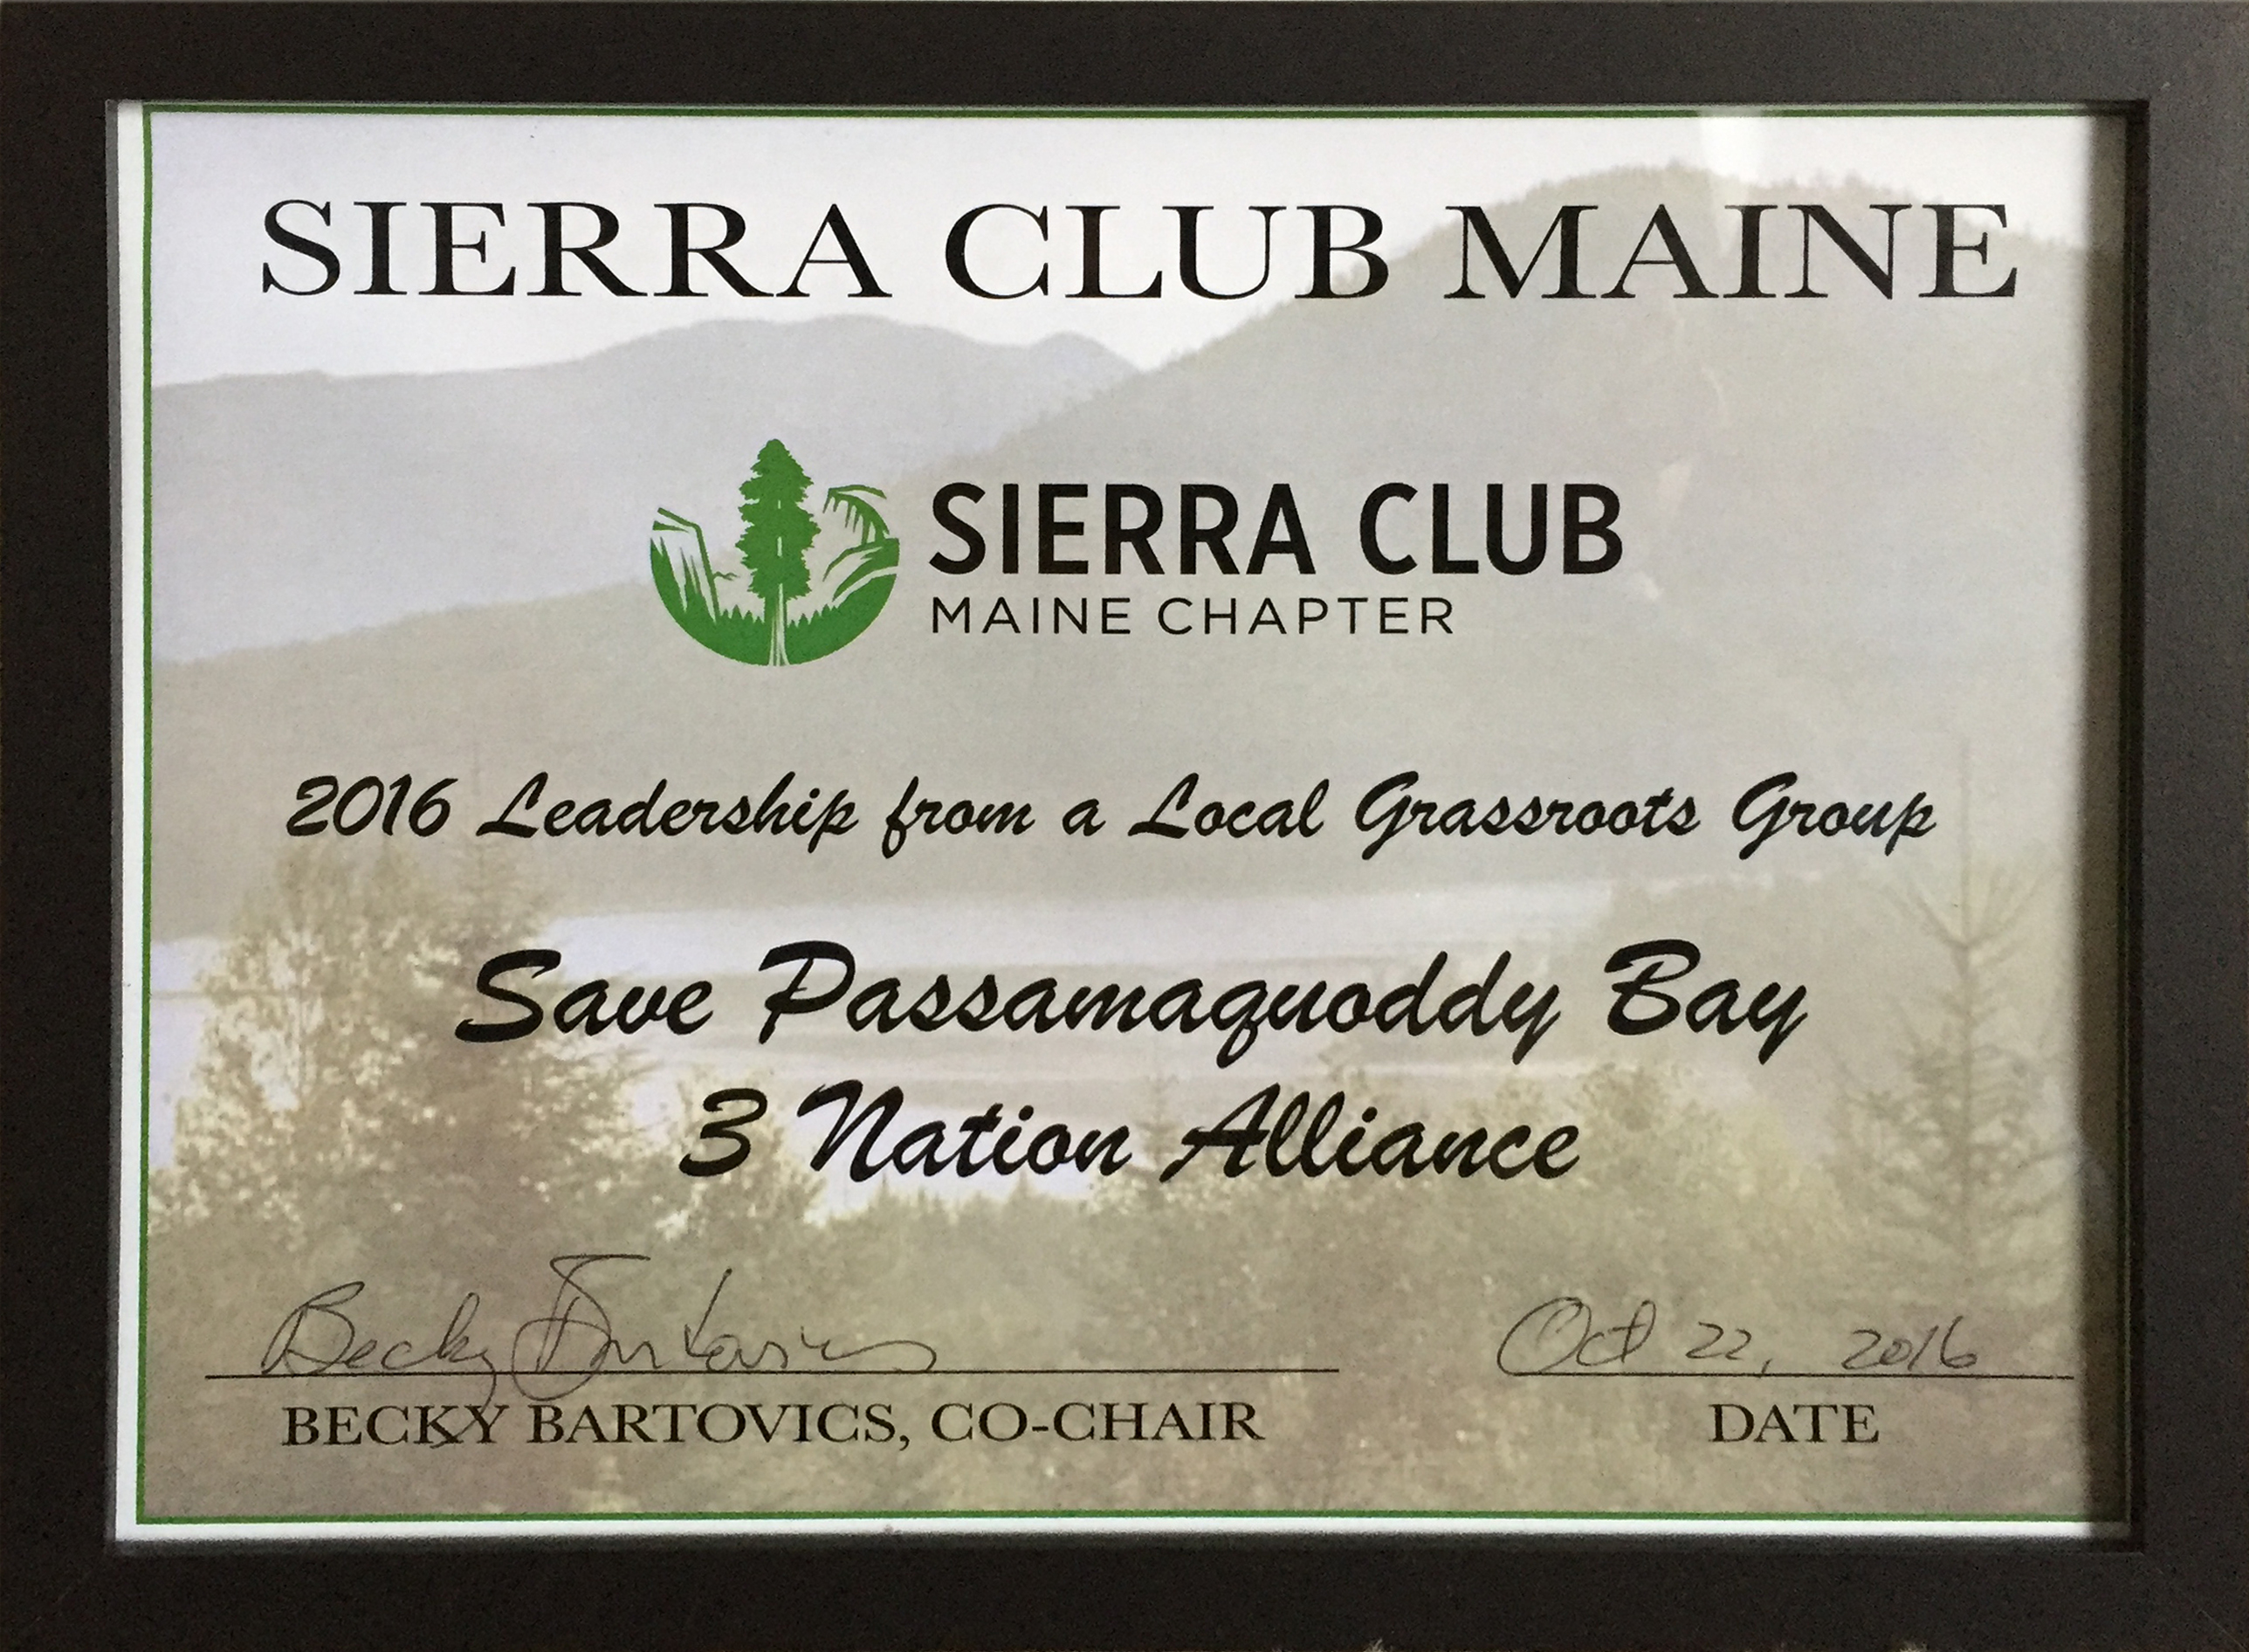 SIERRA CLUB MAINE
SIERRA CLUB
MAINE CHAPTER
2016 Leadership from a Local Grassroots Group
Save Passamaquoddy Bay
3 Nation Alliance
Becky Bartovics
Oct 22, 2016
BECKY BARTOVICS, CO-CHAIR
DATE